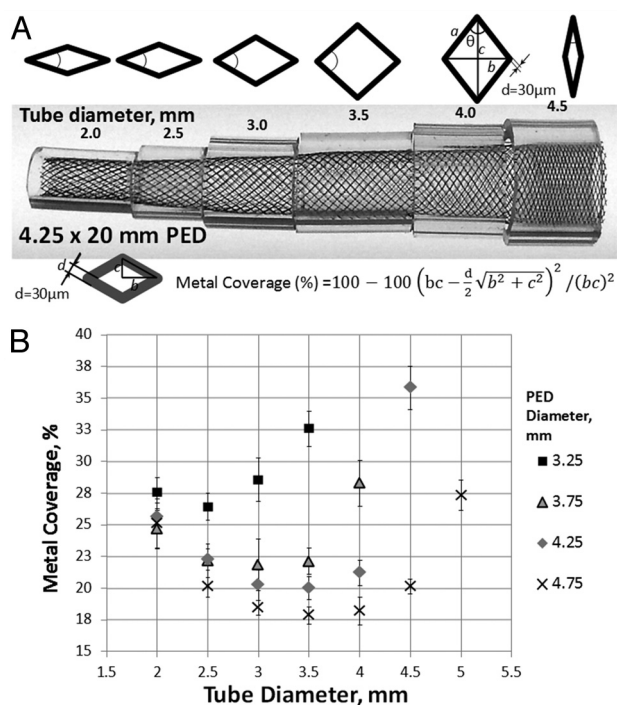 A
a
θ
c
b
d=30µm
Tube diameter, mm
2.0
2.5
3.0
3.5
4.0
4.5
4.25 x 20 mm PED
d
c
b
d=30µm
Metal Coverage (%) =100 − 100 (bc − d/2 √b² + c²)² /(bc)²
B
Metal Coverage, %
40
38
35
33
30
28
25
23
20
18
15
1.5 2 2.5 3 3.5 4 4.5 5 5.5
Tube Diameter, mm
PED
Diameter,
mm
3.25
3.75
4.25
4.75